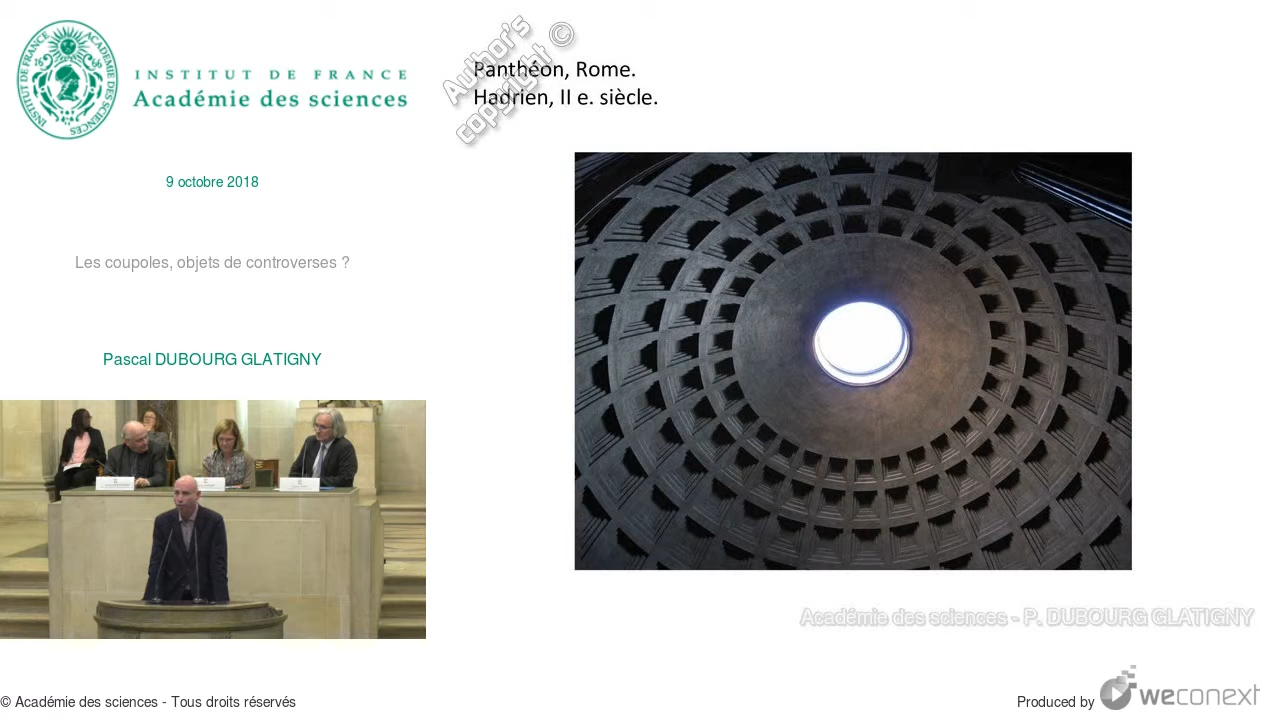 INSTITUT DE FRANCE
Académie des sciences
9 octobre 2018
Les coupoles, objets de controverses ?
Pascal DUBOURG GLATIGNY
Author's
copyright ©
Panthéon, Rome.
Hadrien, II e. siècle.
Académie des sciences - P. DUBOURG GLATIGNY
© Académie des sciences - Tous droits réservés
Produced by weconext